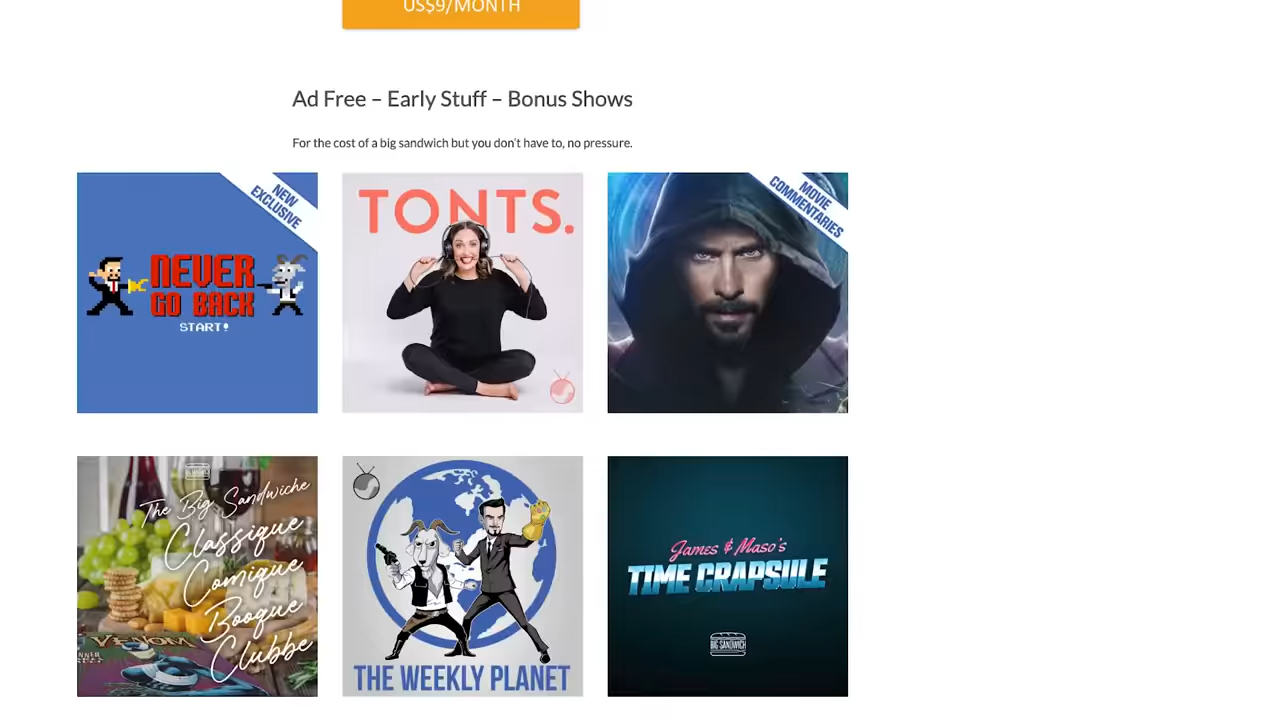 US$9/MONTH
Ad Free – Early Stuff – Bonus Shows
For the cost of a big sandwich but you don't have to, no pressure.
NEW
EXCLUSIVE
NEVER
GO BACK
START!
TONTS.
MOVIE
COMMENTARIES
The Big Sandwiche
Classique
Comique
Booque
Clubbe
VENOM
THE WEEKLY PLANET
James & Maso's
TIME CRAPSULE
BIG SANDWICH